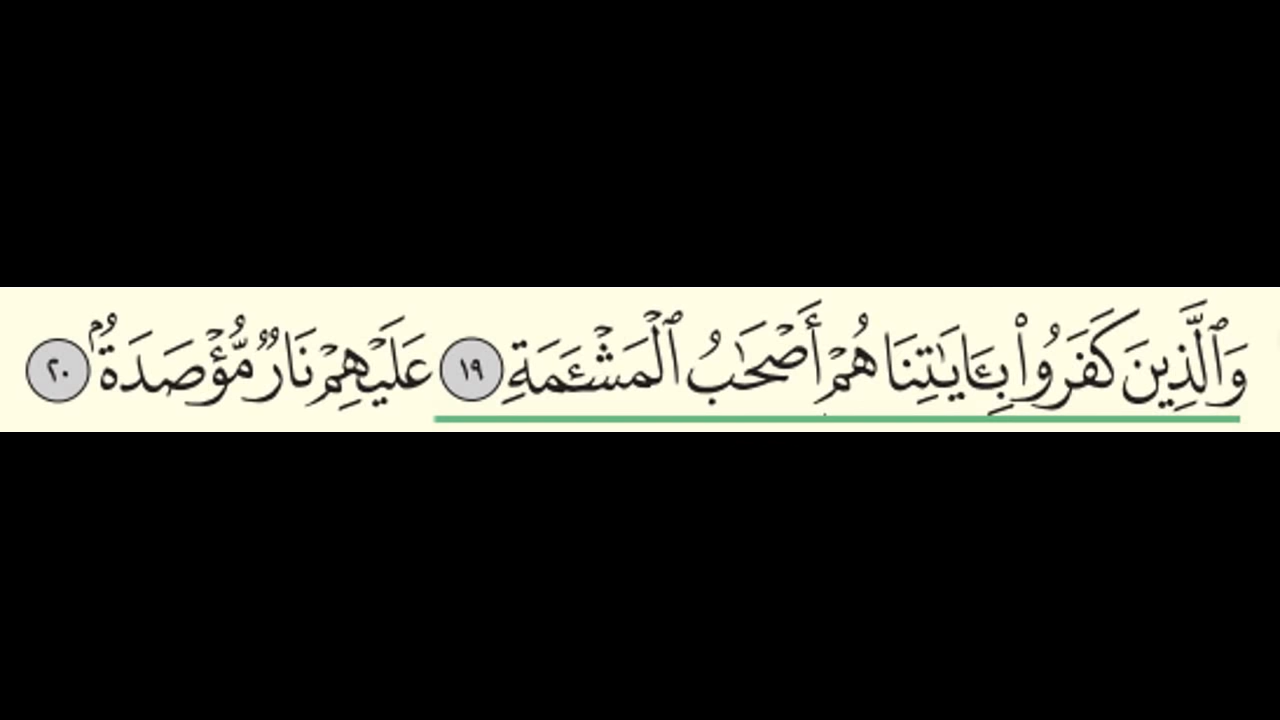 وَٱلَّذِينَ كَفَرُوا۟ بِـَٔايَـٰتِنَا هُمْ أَصْحَـٰبُ ٱلْمَشْـَٔمَةِ ١٩ عَلَيْهِمْ نَارٌ مُّؤْصَدَةٌۢ ٢٠